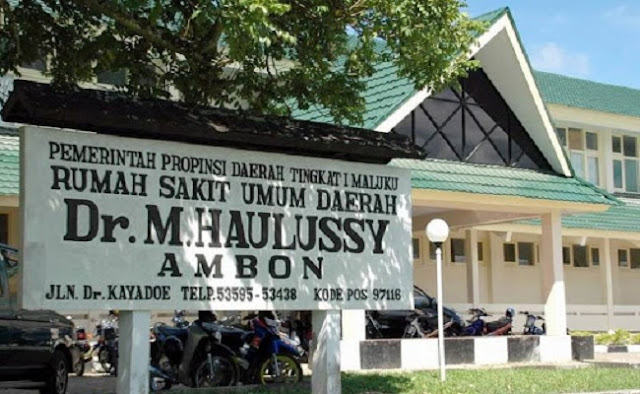 PEMERINTAH PROPINSI DAERAH TINGKAT I MALUKU
RUMAH SAKIT UMUM DAERAH
Dr. M. HAULUSSY
AMBON
JLN. Dr. KAYADOE TELP. 53595-53438 KODE POS 97116